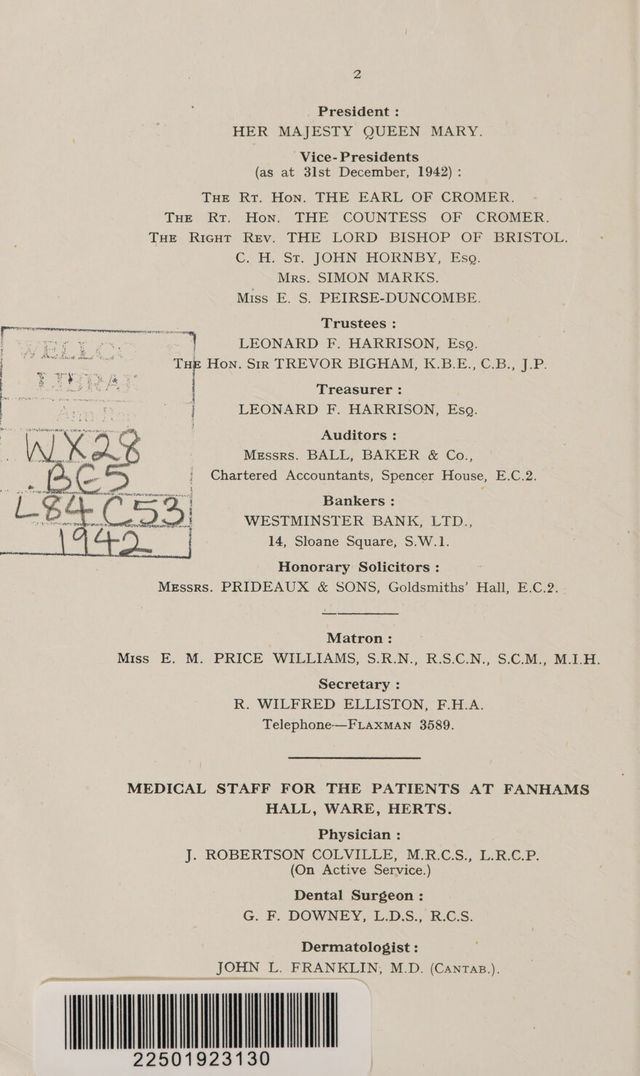 2
President :
HER MAJESTY QUEEN MARY.
Vice-Presidents
(as at 31st December, 1942) :
THE RT. HON. THE EARL OF CROMER.
THE RT. HON. THE COUNTESS OF CROMER.
THE RIGHT REV. THE LORD BISHOP OF BRISTOL.
C. H. ST. JOHN HORNBY, ESQ.
MRS. SIMON MARKS.
MISS E. S. PEIRSE-DUNCOMBE.
Trustees :
LEONARD F. HARRISON, ESQ.
THE HON. SIR TREVOR BIGHAM, K.B.E., C.B., J.P.
Treasurer :
LEONARD F. HARRISON, ESQ.
Auditors :
MESSRS. BALL, BAKER & Co.,
Chartered Accountants, Spencer House, E.C.2.
Bankers :
WESTMINSTER BANK, LTD.,
14, Sloane Square, S.W.1.
Honorary Solicitors :
MESSRS. PRIDEAUX & SONS, Goldsmiths' Hall, E.C.2.
WX28
.BE5
L84C53
1942
Matron :
MISS E. M. PRICE WILLIAMS, S.R.N., R.S.C.N., S.C.M., M.I.H.
Secretary :
R. WILFRED ELLISTON, F.H.A.
Telephone—FLAXMAN 3589.
MEDICAL STAFF FOR THE PATIENTS AT FANHAMS
HALL, WARE, HERTS.
Physician :
J. ROBERTSON COLVILLE, M.R.C.S., L.R.C.P.
(On Active Service.)
Dental Surgeon :
G. F. DOWNEY, L.D.S., R.C.S.
Dermatologist :
JOHN L. FRANKLIN, M.D. (CANTAB.).
22501923130